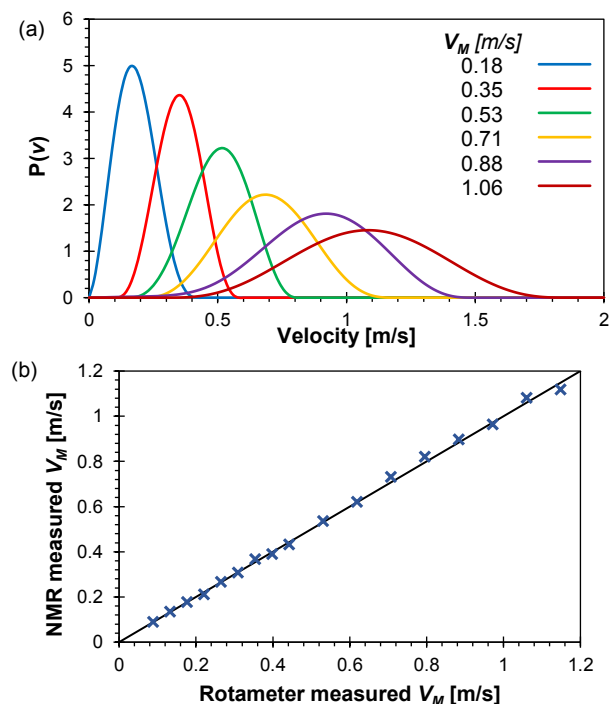 (a)
V_M [m/s]
0.18
0.35
0.53
0.71
0.88
1.06
P(v)
6
5
4
3
2
1
0
0 0.5 1 1.5 2
Velocity [m/s]
(b)
NMR measured V_M [m/s]
1.2
1
0.8
0.6
0.4
0.2
0
0 0.2 0.4 0.6 0.8 1 1.2
Rotameter measured V_M [m/s]